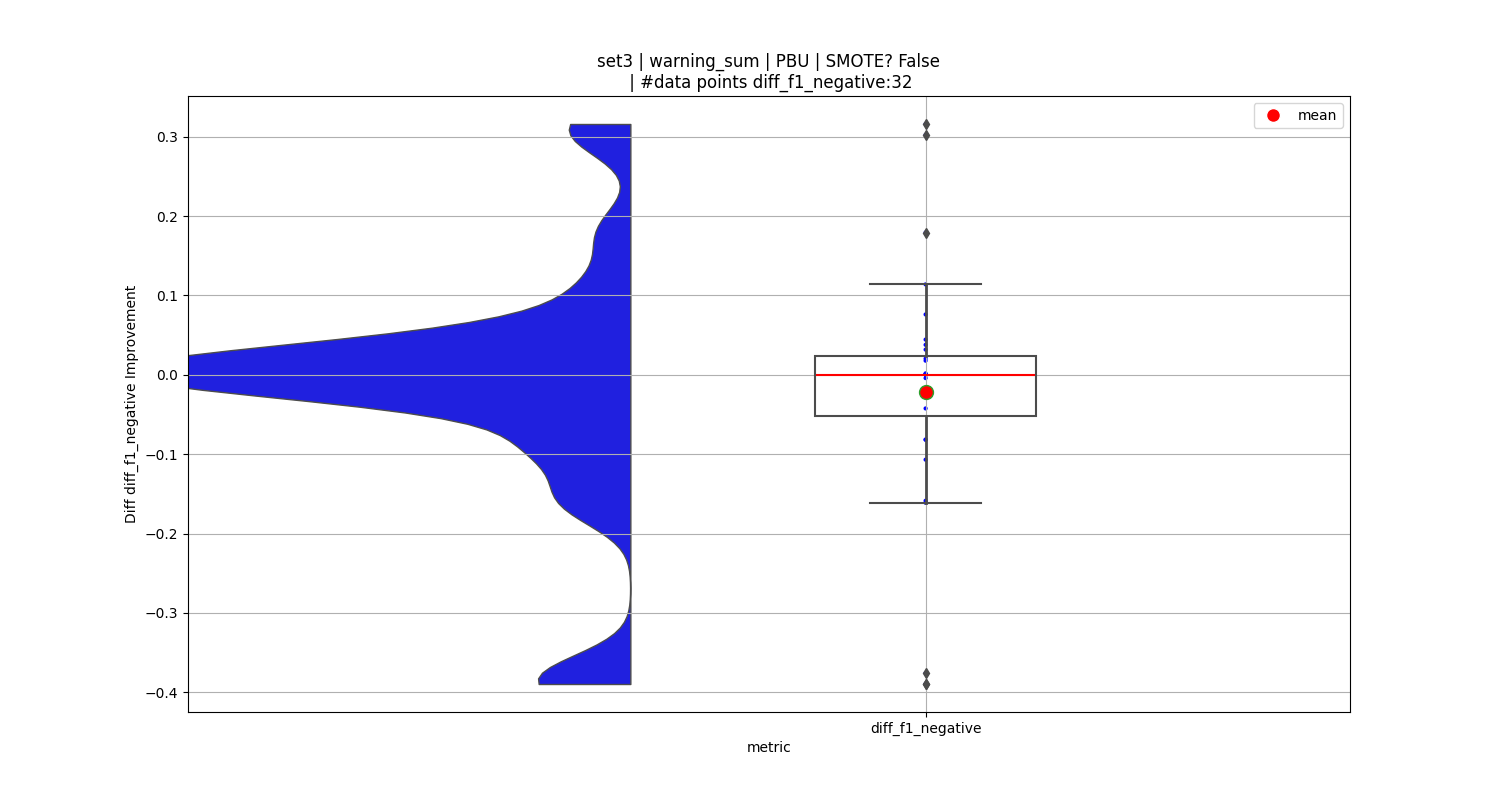 set3 | warning_sum | PBU | SMOTE? False
| #data points diff_f1_negative:32
mean
0.3
0.2
0.1
0.0
−0.1
−0.2
−0.3
−0.4
Diff diff_f1_negative Improvement
diff_f1_negative
metric